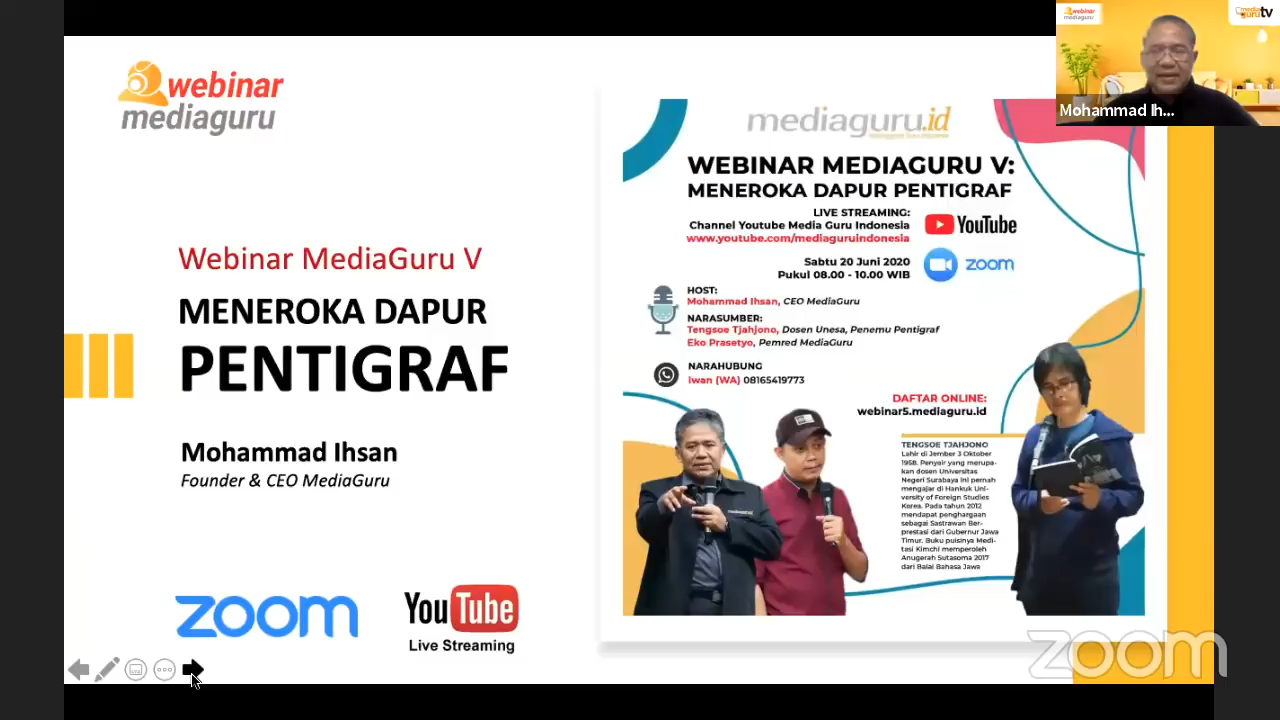 webinar
mediaguru
Webinar MediaGuru V
MENEROKA DAPUR
PENTIGRAF
Mohammad Ihsan
Founder & CEO MediaGuru
zoom
YouTube
Live Streaming
mediaguru.id
WEBINAR MEDIAGURU V:
MENEROKA DAPUR PENTIGRAF
LIVE STREAMING:
Channel Youtube Media Guru Indonesia
www.youtube.com/mediaguruindonesia
YouTube
Sabtu 20 Juni 2020
Pukul 08.00 - 10.00 WIB
zoom
HOST:
Mohammad Ihsan, CEO MediaGuru
NARASUMBER:
Tengsoe Tjahjono, Dosen Unesa, Penemu Pentigraf
Eko Prasetyo, Pemred MediaGuru
NARAHUBUNG
Iwan (WA) 08165419773
DAFTAR ONLINE:
webinar5.mediaguru.id
TENGSOE TJAHJONO
Lahir di Jember 3 Oktober
1958. Penyair yang merupa-
kan dosen Universitas
Negeri Surabaya ini pernah
mengajar di Hankuk Uni-
versity of Foreign Studies
Korea. Pada tahun 2012
mendapat penghargaan
sebagai Sastrawan Ber-
prestasi dari Gubernur Jawa
Timur. Buku puisinya Medi-
tasi Kimchi memperoleh
Anugerah Sutasoma 2017
dari Balai Bahasa Jawa
webinar
mediaguru
media
guru tv
Mohammad Ih...
zoom